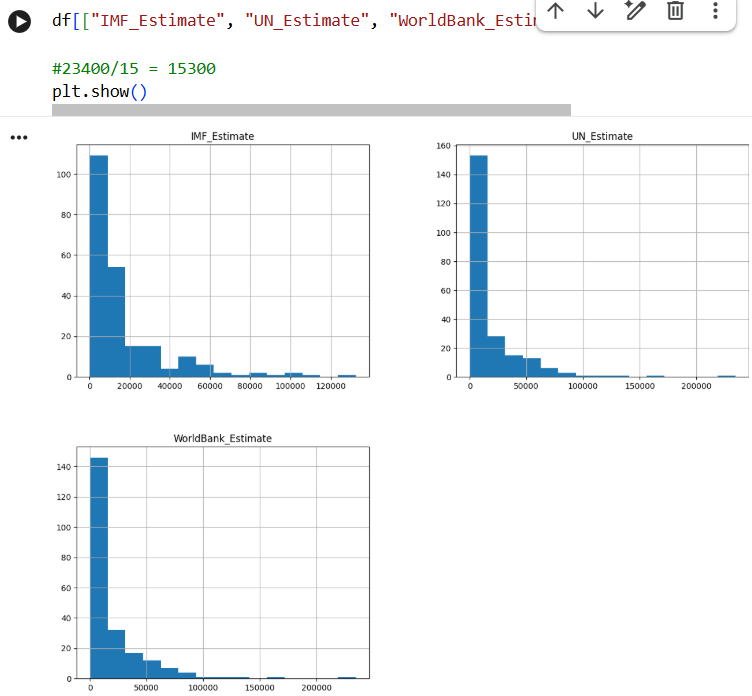 df[["IMF_Estimate", "UN_Estimate", "WorldBank_Esti
#23400/15 = 15300
plt.show()
IMF_Estimate
100
80
60
40
20
0
0 20000 40000 60000 80000 100000 120000
UN_Estimate
160
140
120
100
80
60
40
20
0
0 50000 100000 150000 200000
WorldBank_Estimate
140
120
100
80
60
40
20
0
0 50000 100000 150000 200000